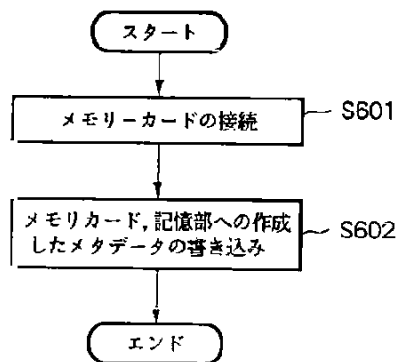 スタート
メモリーカードの接続
S601
メモリカード,記憶部への作成
したメタデータの書き込み
S602
エンド